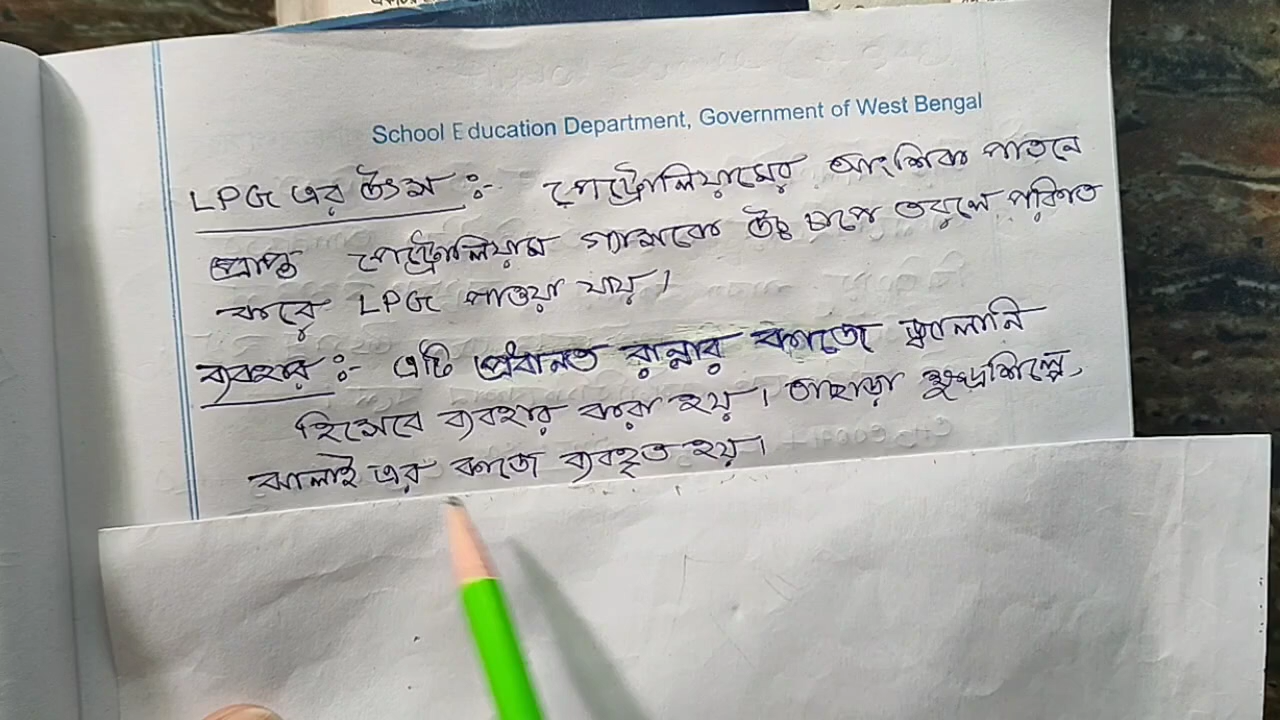 School Education Department, Government of West Bengal
LPG এর উৎস :- পেট্রোলিয়ামের আংশিক পাতনে
প্রাপ্ত পেট্রোলিয়াম গ্যাসকে উচ্চ চাপে তরলে পরিণত
করে LPG পাওয়া যায়।
ব্যবহার :- এটি প্রধানত রান্নার কাজে জ্বালানি
হিসেবে ব্যবহার করা হয়। তাছাড়া ক্ষুদ্রশিল্পে,
ঝালাই এর কাজে ব্যবহৃত হয়।